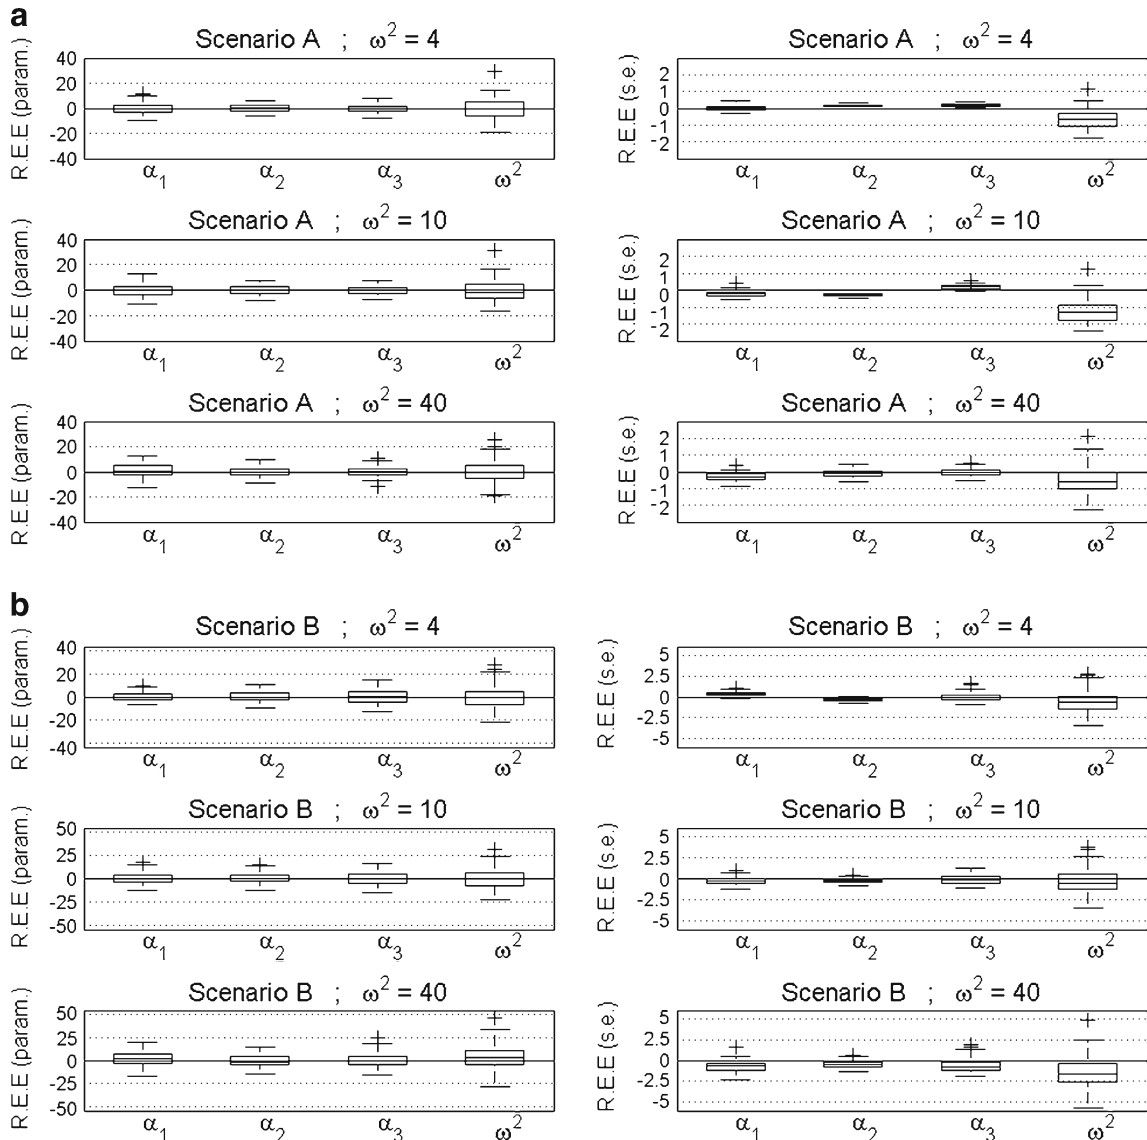 a
Scenario A ; ω² = 4
R.E.E (param.)
40
20
0
-20
-40
α₁ α₂ α₃ ω²
Scenario A ; ω² = 4
R.E.E (s.e.)
2
1
0
-1
-2
α₁ α₂ α₃ ω²
Scenario A ; ω² = 10
R.E.E (param.)
40
20
0
-20
-40
α₁ α₂ α₃ ω²
Scenario A ; ω² = 10
R.E.E (s.e.)
2
1
0
-1
-2
α₁ α₂ α₃ ω²
Scenario A ; ω² = 40
R.E.E (param.)
40
20
0
-20
-40
α₁ α₂ α₃ ω²
Scenario A ; ω² = 40
R.E.E (s.e.)
2
1
0
-1
-2
α₁ α₂ α₃ ω²
b
Scenario B ; ω² = 4
R.E.E (param.)
40
20
0
-20
-40
α₁ α₂ α₃ ω²
Scenario B ; ω² = 4
R.E.E (s.e.)
5
2.5
0
-2.5
-5
α₁ α₂ α₃ ω²
Scenario B ; ω² = 10
R.E.E (param.)
50
25
0
-25
-50
α₁ α₂ α₃ ω²
Scenario B ; ω² = 10
R.E.E (s.e.)
5
2.5
0
-2.5
-5
α₁ α₂ α₃ ω²
Scenario B ; ω² = 40
R.E.E (param.)
50
25
0
-25
-50
α₁ α₂ α₃ ω²
Scenario B ; ω² = 40
R.E.E (s.e.)
5
2.5
0
-2.5
-5
α₁ α₂ α₃ ω²